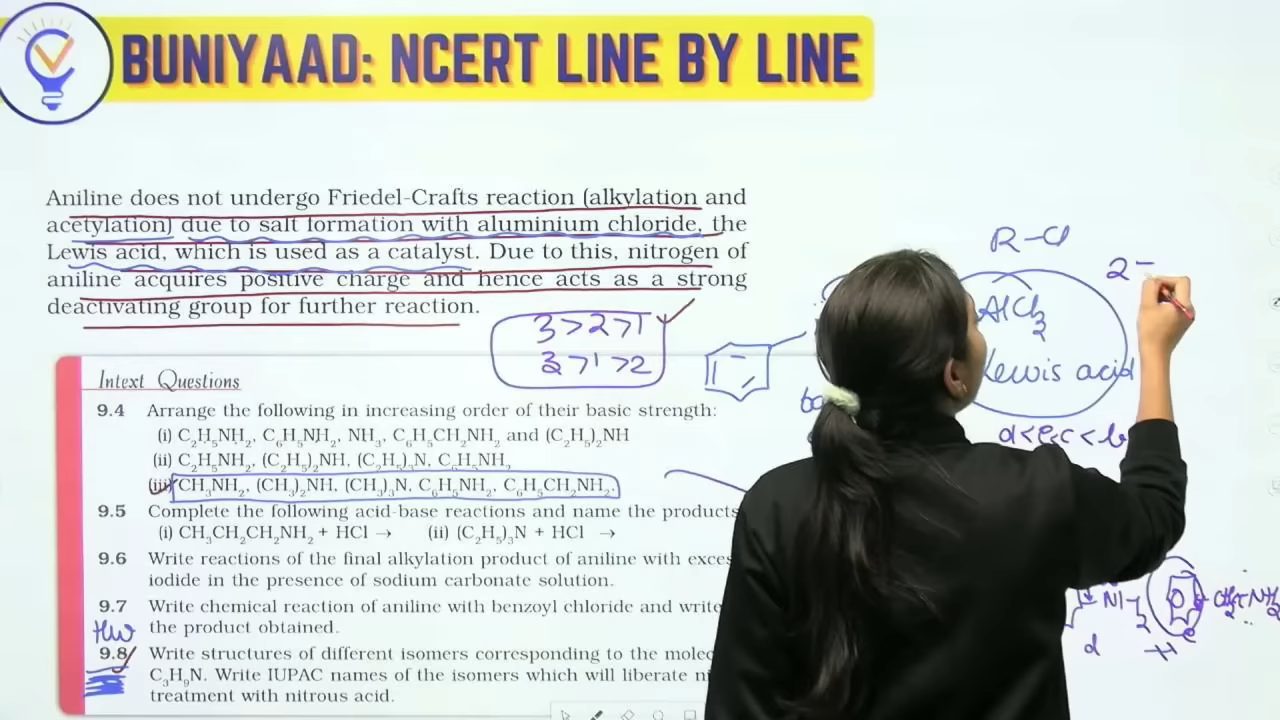 BUNIYAAD: NCERT LINE BY LINE
Aniline does not undergo Friedel-Crafts reaction (alkylation and
acetylation) due to salt formation with aluminium chloride, the
Lewis acid, which is used as a catalyst. Due to this, nitrogen of
aniline acquires positive charge and hence acts as a strong
deactivating group for further reaction.
3 > 2 > 1
3 > 1 > 2
R-Cl
AlCl3
Lewis acid
Intext Questions
9.4 Arrange the following in increasing order of their basic strength:
(i) C2H5NH2, C6H5NH2, NH3, C6H5CH2NH2 and (C2H5)2NH
(ii) C2H5NH2, (C2H5)2NH, (C2H5)3N, C6H5NH2
(iii) CH3NH2, (CH3)2NH, (CH3)3N, C6H5NH2, C6H5CH2NH2.
9.5 Complete the following acid-base reactions and name the products
(i) CH3CH2CH2NH2 + HCl → (ii) (C2H5)3N + HCl →
9.6 Write reactions of the final alkylation product of aniline with
iodide in the presence of sodium carbonate solution.
9.7 Write chemical reaction of aniline with benzoyl chloride and write
the product obtained.
HW
9.8 Write structures of different isomers corresponding to the
C3H9N. Write IUPAC names of the isomers which will liberate
treatment with nitrous acid.
d